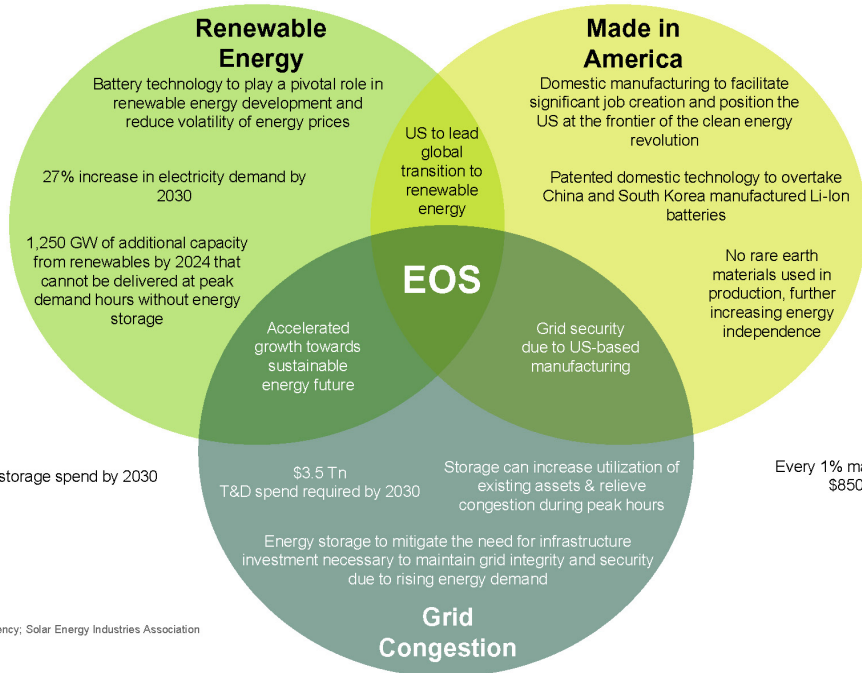 Renewable
Energy
Battery technology to play a pivotal role in
renewable energy development and
reduce volatility of energy prices
27% increase in electricity demand by
2030
1,250 GW of additional capacity
from renewables by 2024 that
cannot be delivered at peak
demand hours without energy
storage
US to lead
global
transition to
renewable
energy
Made in
America
Domestic manufacturing to facilitate
significant job creation and position the
US at the frontier of the clean energy
revolution
Patented domestic technology to overtake
China and South Korea manufactured Li-Ion
batteries
No rare earth
materials used in
production, further
increasing energy
independence
EOS
Accelerated
growth towards
sustainable
energy future
Grid security
due to US-based
manufacturing
storage spend by 2030
$3.5 Tn
T&D spend required by 2030
Storage can increase utilization of
existing assets & relieve
congestion during peak hours
Every 1% ma
$850
Energy storage to mitigate the need for infrastructure
investment necessary to maintain grid integrity and security
due to rising energy demand
Grid
Congestion
ency; Solar Energy Industries Association